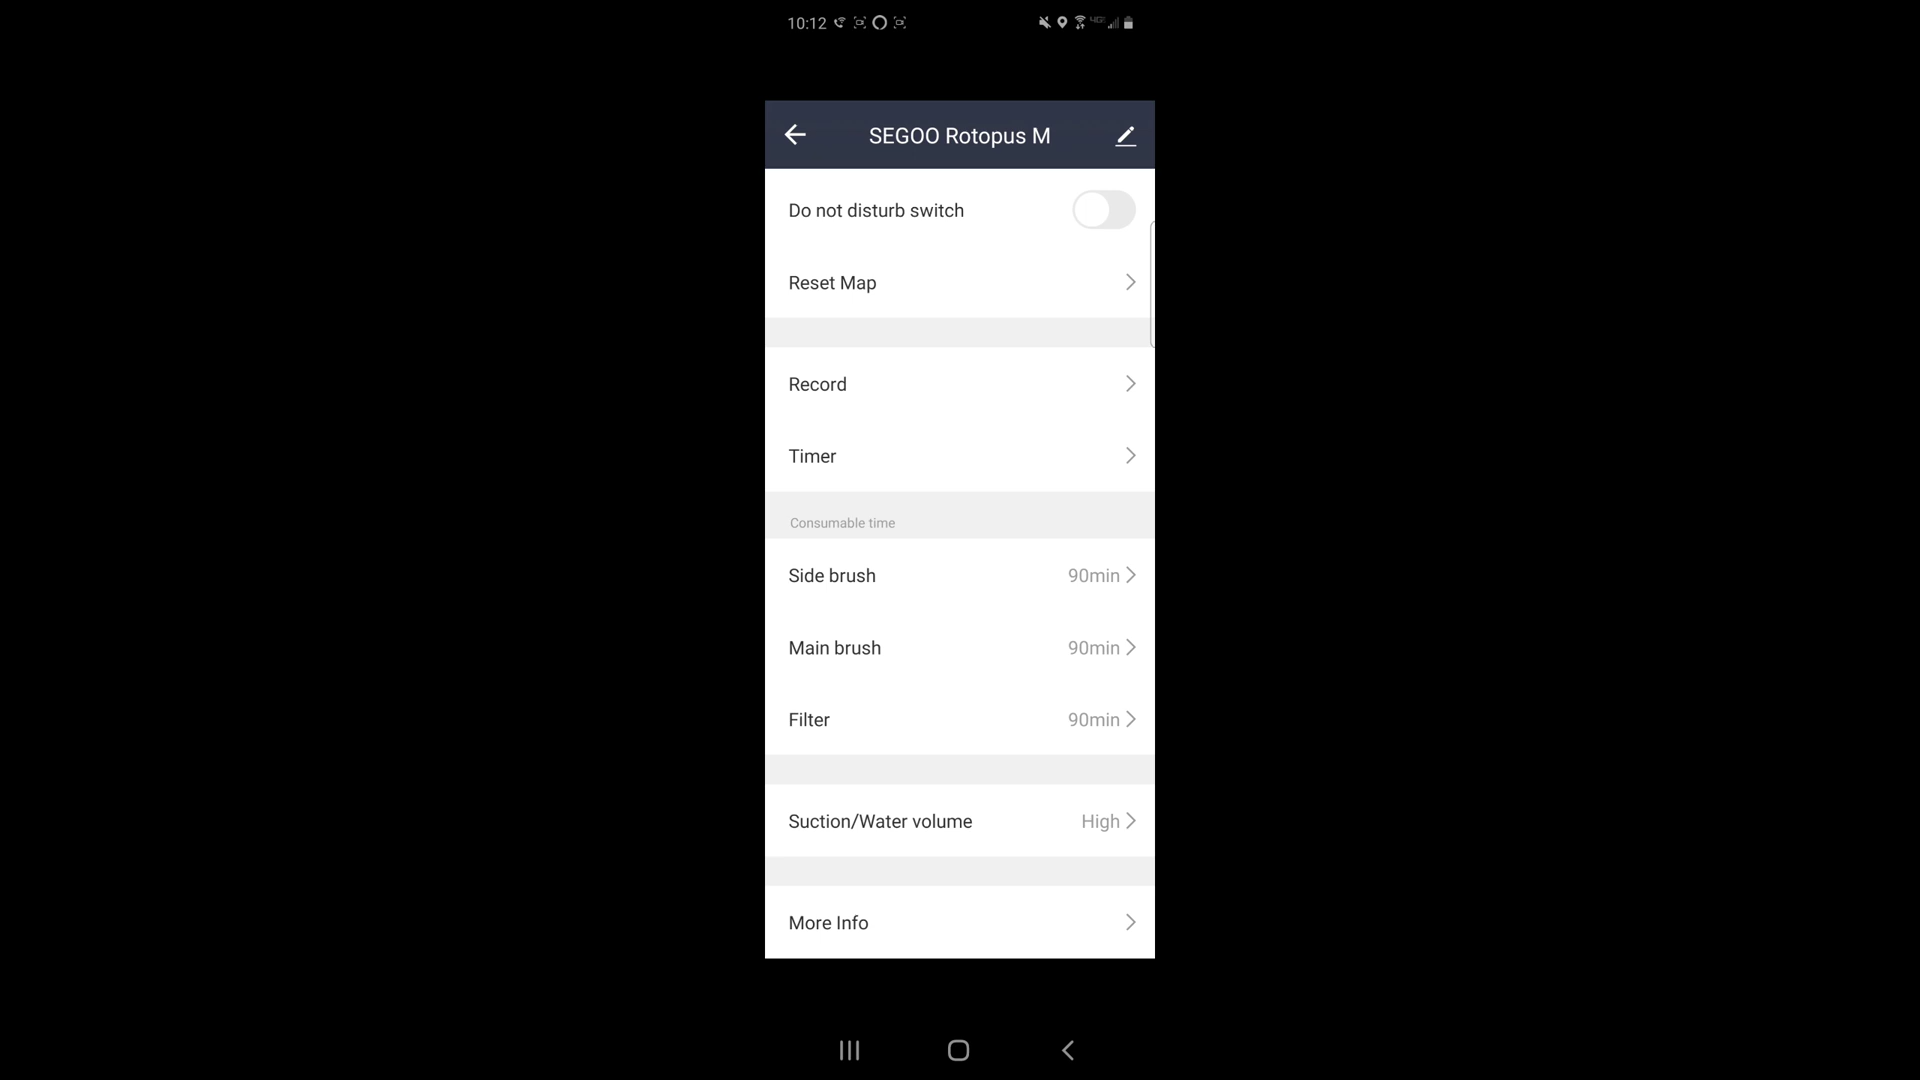 10:12
SEGOO Rotopus M
Do not disturb switch
Reset Map
Record
Timer
Consumable time
Side brush 90min
Main brush 90min
Filter 90min
Suction/Water volume High
More Info